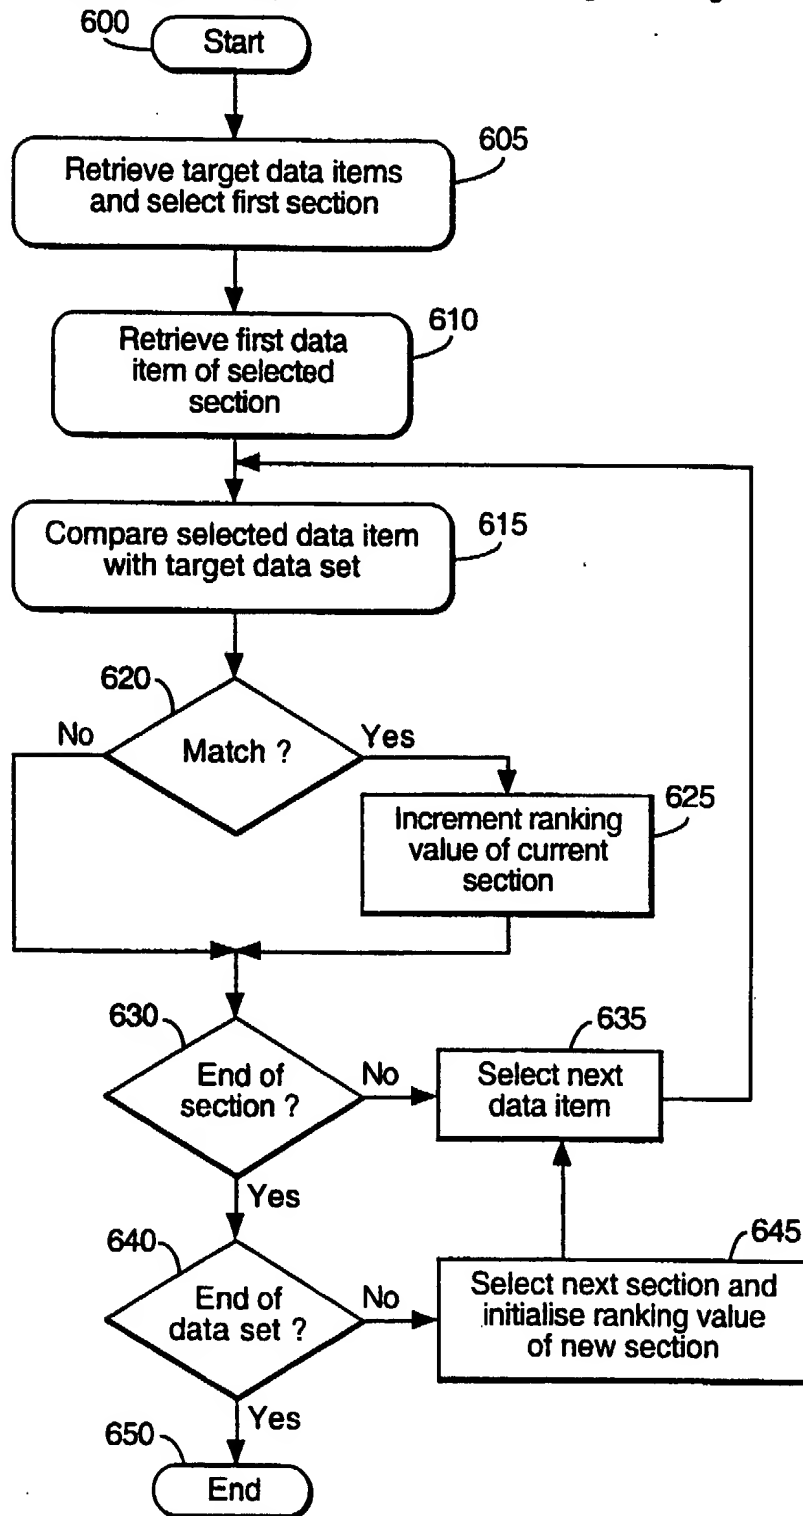 600
Start
605
Retrieve target data items
and select first section
610
Retrieve first data
item of selected
section
Compare selected data item
with target data set
615
620
No
Match ?
Yes
625
Increment ranking
value of current
section
630
End of
section ?
No
635
Select next
data item
Yes
640
End of
data set ?
No
645
Select next section and
initialise ranking value
of new section
Yes
650
End